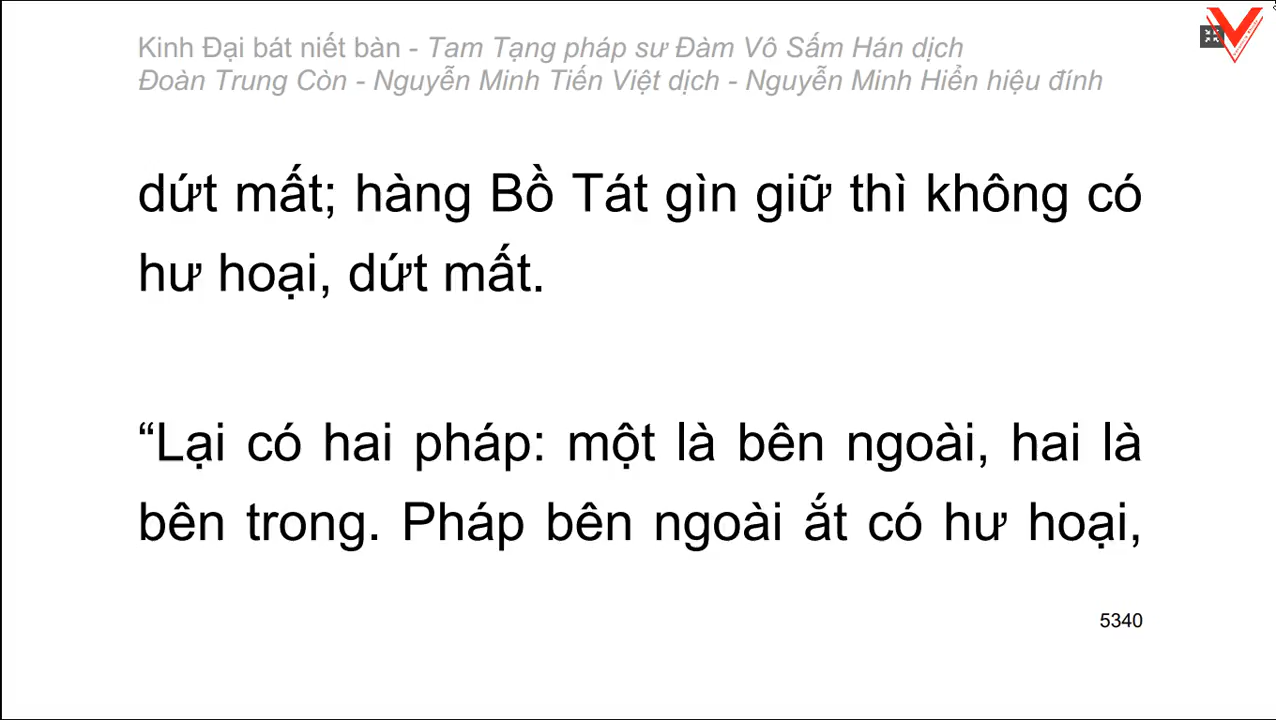 Kinh Đại bát niết bàn - Tam Tạng pháp sư Đàm Vô Sấm Hán dịch
Đoàn Trung Còn - Nguyễn Minh Tiến Việt dịch - Nguyễn Minh Hiển hiệu đính
dứt mất; hàng Bồ Tát gìn giữ thì không có
hư hoại, dứt mất.
“Lại có hai pháp: một là bên ngoài, hai là
bên trong. Pháp bên ngoài ắt có hư hoại,
5340